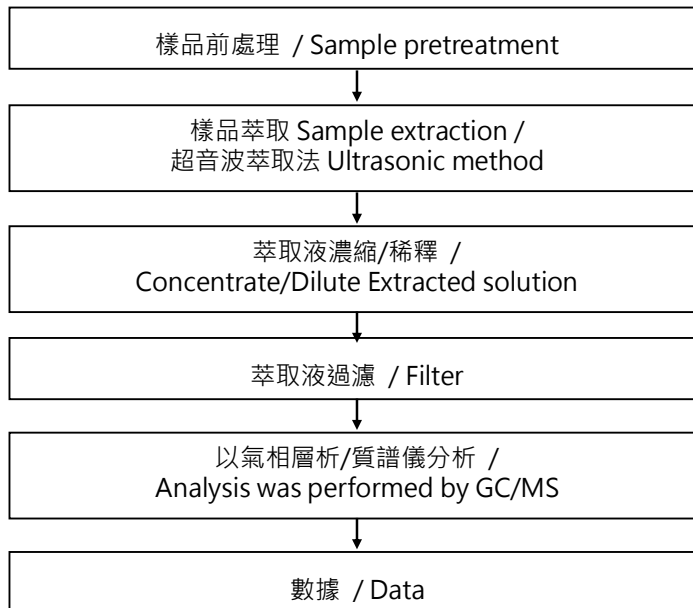 樣品前處理 / Sample pretreatment
樣品萃取 Sample extraction /
超音波萃取法 Ultrasonic method
萃取液濃縮/稀釋 /
Concentrate/Dilute Extracted solution
萃取液過濾 / Filter
以氣相層析/質譜儀分析 /
Analysis was performed by GC/MS
數據 / Data